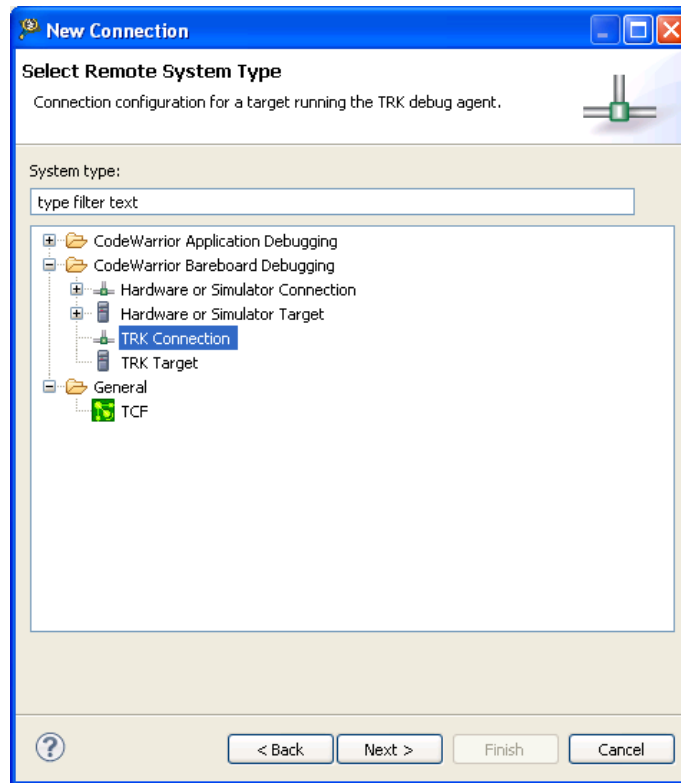 New Connection
Select Remote System Type
Connection configuration for a target running the TRK debug agent.
System type:
type filter text
CodeWarrior Application Debugging
CodeWarrior Bareboard Debugging
Hardware or Simulator Connection
Hardware or Simulator Target
TRK Connection
TRK Target
General
TCF
? < Back Next > Finish Cancel